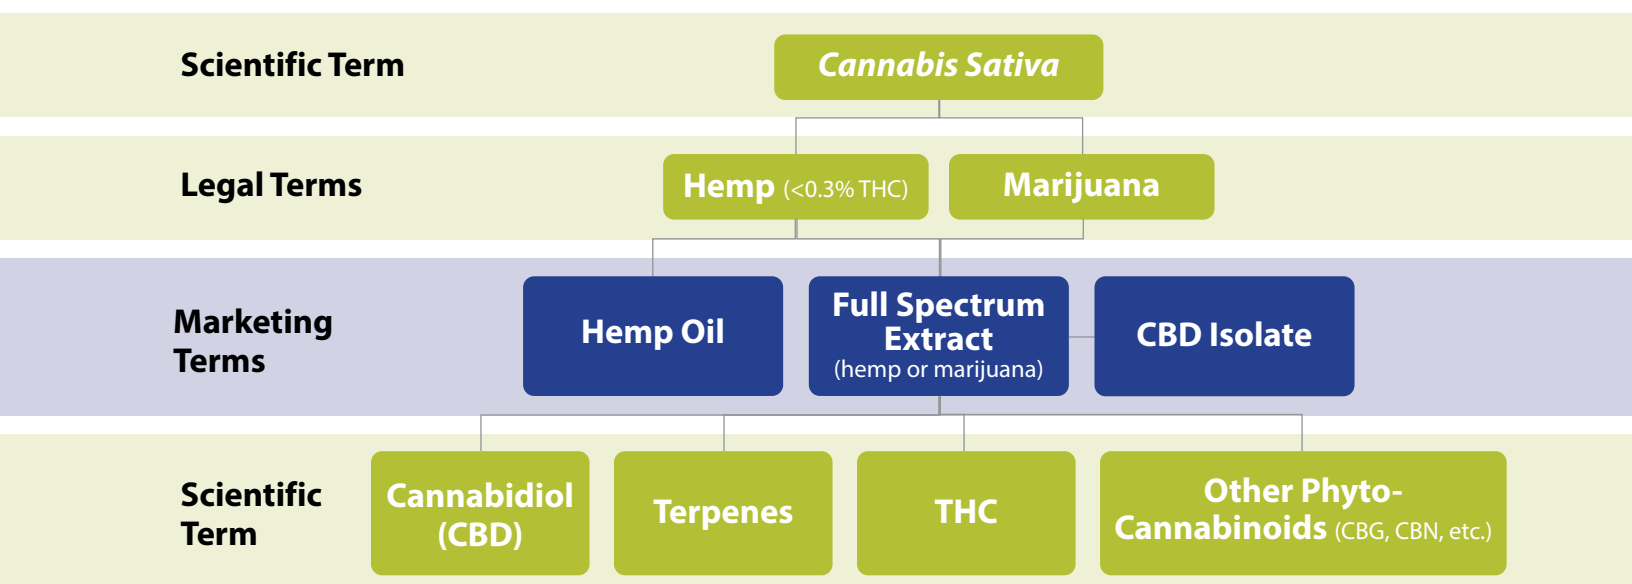 Scientific Term
Cannabis Sativa
Legal Terms
Hemp (<0.3% THC)
Marijuana
Marketing
Terms
Hemp Oil
Full Spectrum
Extract
(hemp or marijuana)
CBD Isolate
Scientific
Term
Cannabidiol
(CBD)
Terpenes
THC
Other Phyto-
Cannabinoids (CBG, CBN, etc.)